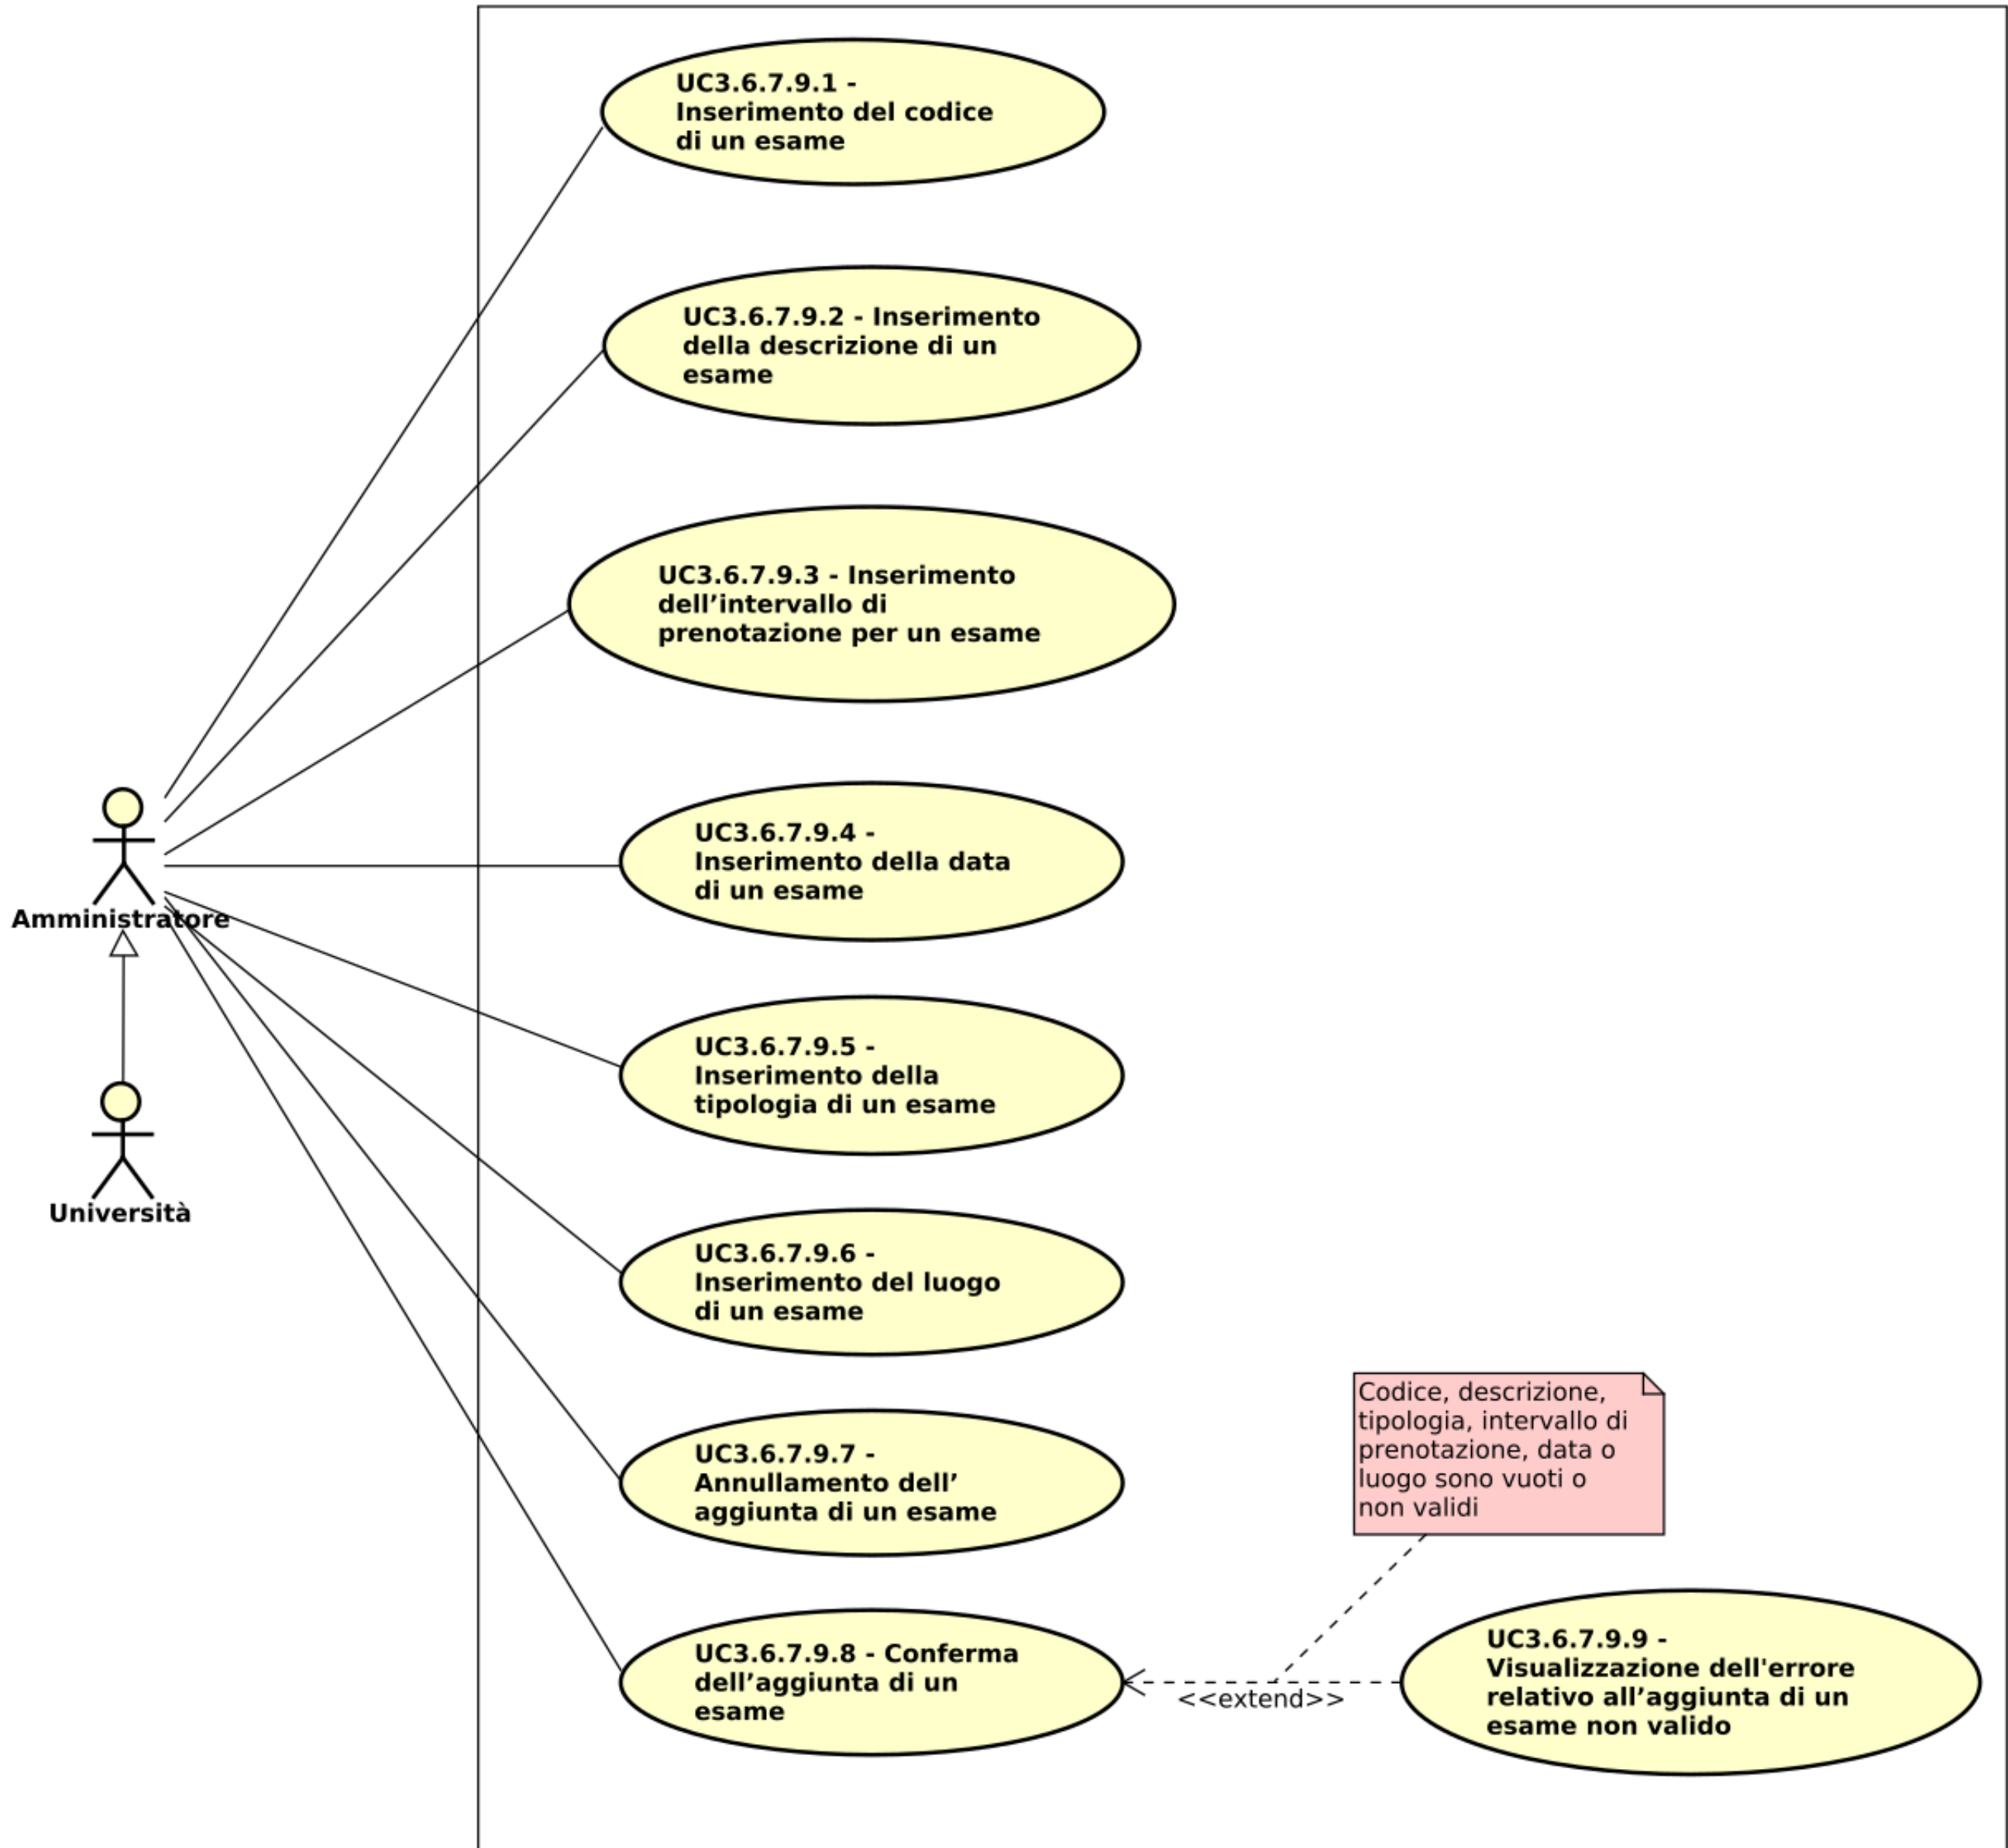 UC3.6.7.9.1 -
Inserimento del codice
di un esame
UC3.6.7.9.2 - Inserimento
della descrizione di un
esame
UC3.6.7.9.3 - Inserimento
dell’intervallo di
prenotazione per un esame
Amministratore
UC3.6.7.9.4 -
Inserimento della data
di un esame
UC3.6.7.9.5 -
Inserimento della
tipologia di un esame
Università
UC3.6.7.9.6 -
Inserimento del luogo
di un esame
UC3.6.7.9.7 -
Annullamento dell’
aggiunta di un esame
Codice, descrizione,
tipologia, intervallo di
prenotazione, data o
luogo sono vuoti o
non validi
UC3.6.7.9.8 - Conferma
dell’aggiunta di un
esame
<<extend>>
UC3.6.7.9.9 -
Visualizzazione dell'errore
relativo all’aggiunta di un
esame non valido